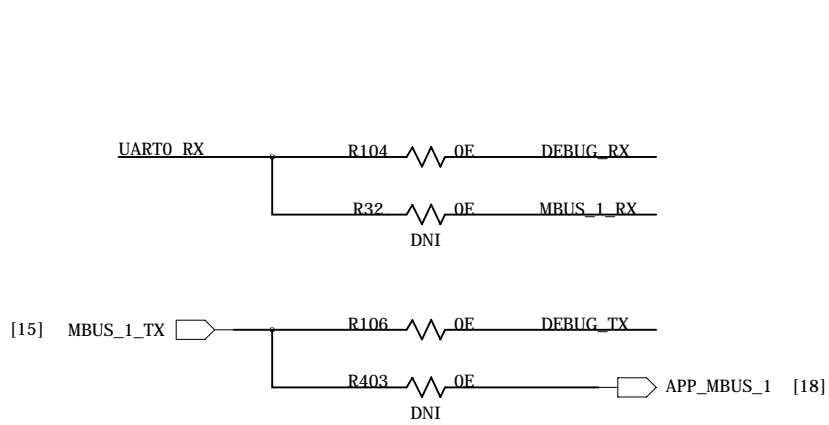 UART0_RX R104 0E DEBUG_RX
R32 0E MBUS_1_RX
DNI
[15] MBUS_1_TX R106 0E DEBUG_TX
R403 0E APP_MBUS_1 [18]
DNI